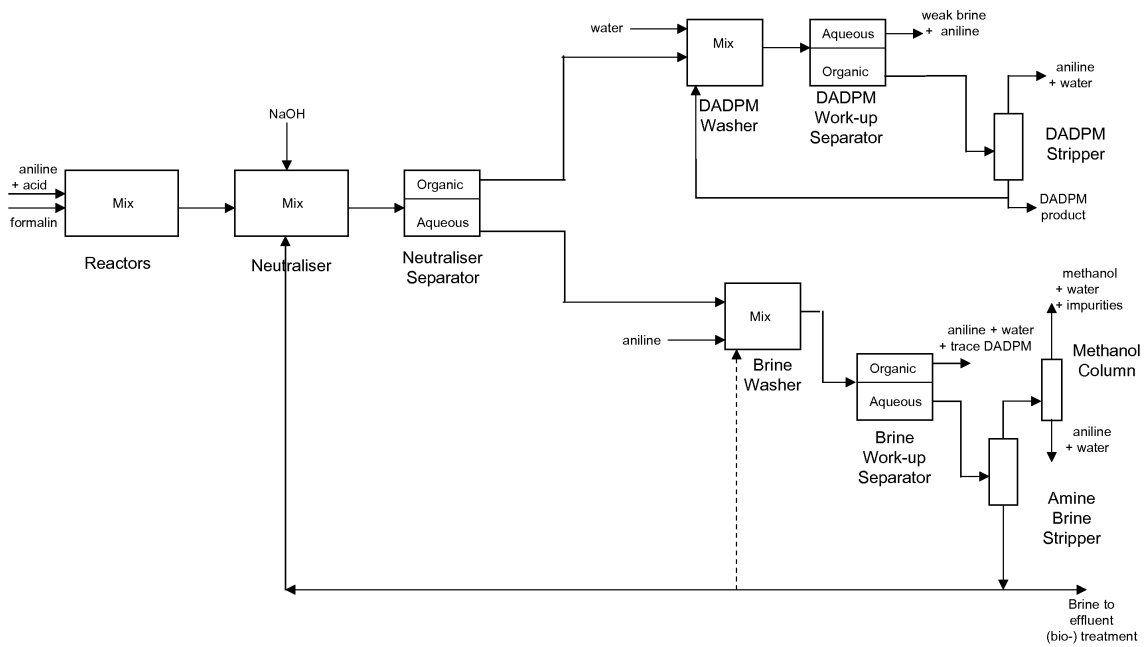 water
Mix
DADPM
Washer
Aqueous
Organic
DADPM
Work-up
Separator
weak brine
+ aniline
aniline
+ water
DADPM
Stripper
DADPM
product
NaOH
aniline
+ acid
formalin
Mix
Reactors
Mix
Neutraliser
Organic
Aqueous
Neutraliser
Separator
aniline
Mix
Brine
Washer
Organic
Aqueous
Brine
Work-up
Separator
aniline + water
+ trace DADPM
methanol
+ water
+ impurities
Methanol
Column
aniline
+ water
Amine
Brine
Stripper
Brine to
effluent
(bio-) treatment